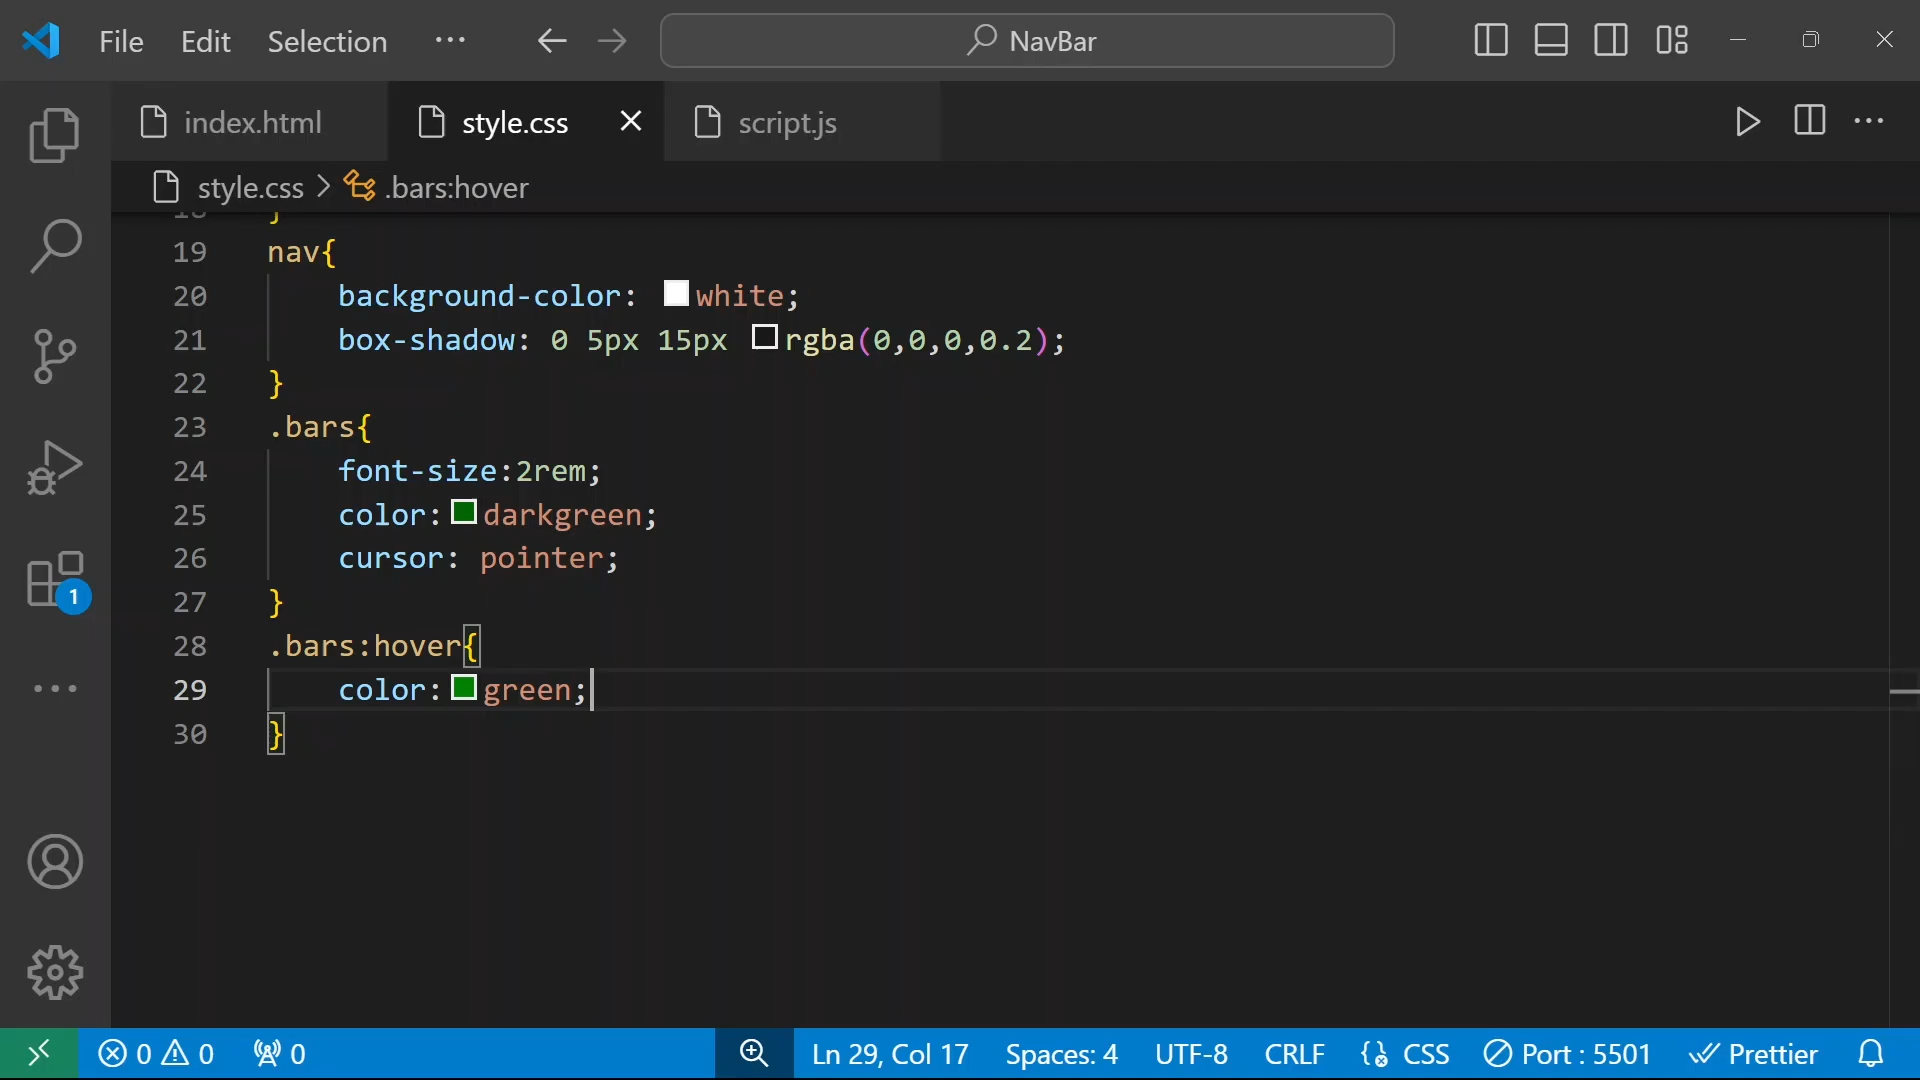 File Edit Selection ··· NavBar
index.html style.css script.js
style.css > .bars:hover
18 }
19 nav{
20 background-color: white;
21 box-shadow: 0 5px 15px rgba(0,0,0,0.2);
22 }
23 .bars{
24 font-size:2rem;
25 color:darkgreen;
26 cursor: pointer;
27 }
28 .bars:hover{
29 color:green;
30 }
1
0 0 0 Ln 29, Col 17 Spaces: 4 UTF-8 CRLF CSS Port : 5501 Prettier